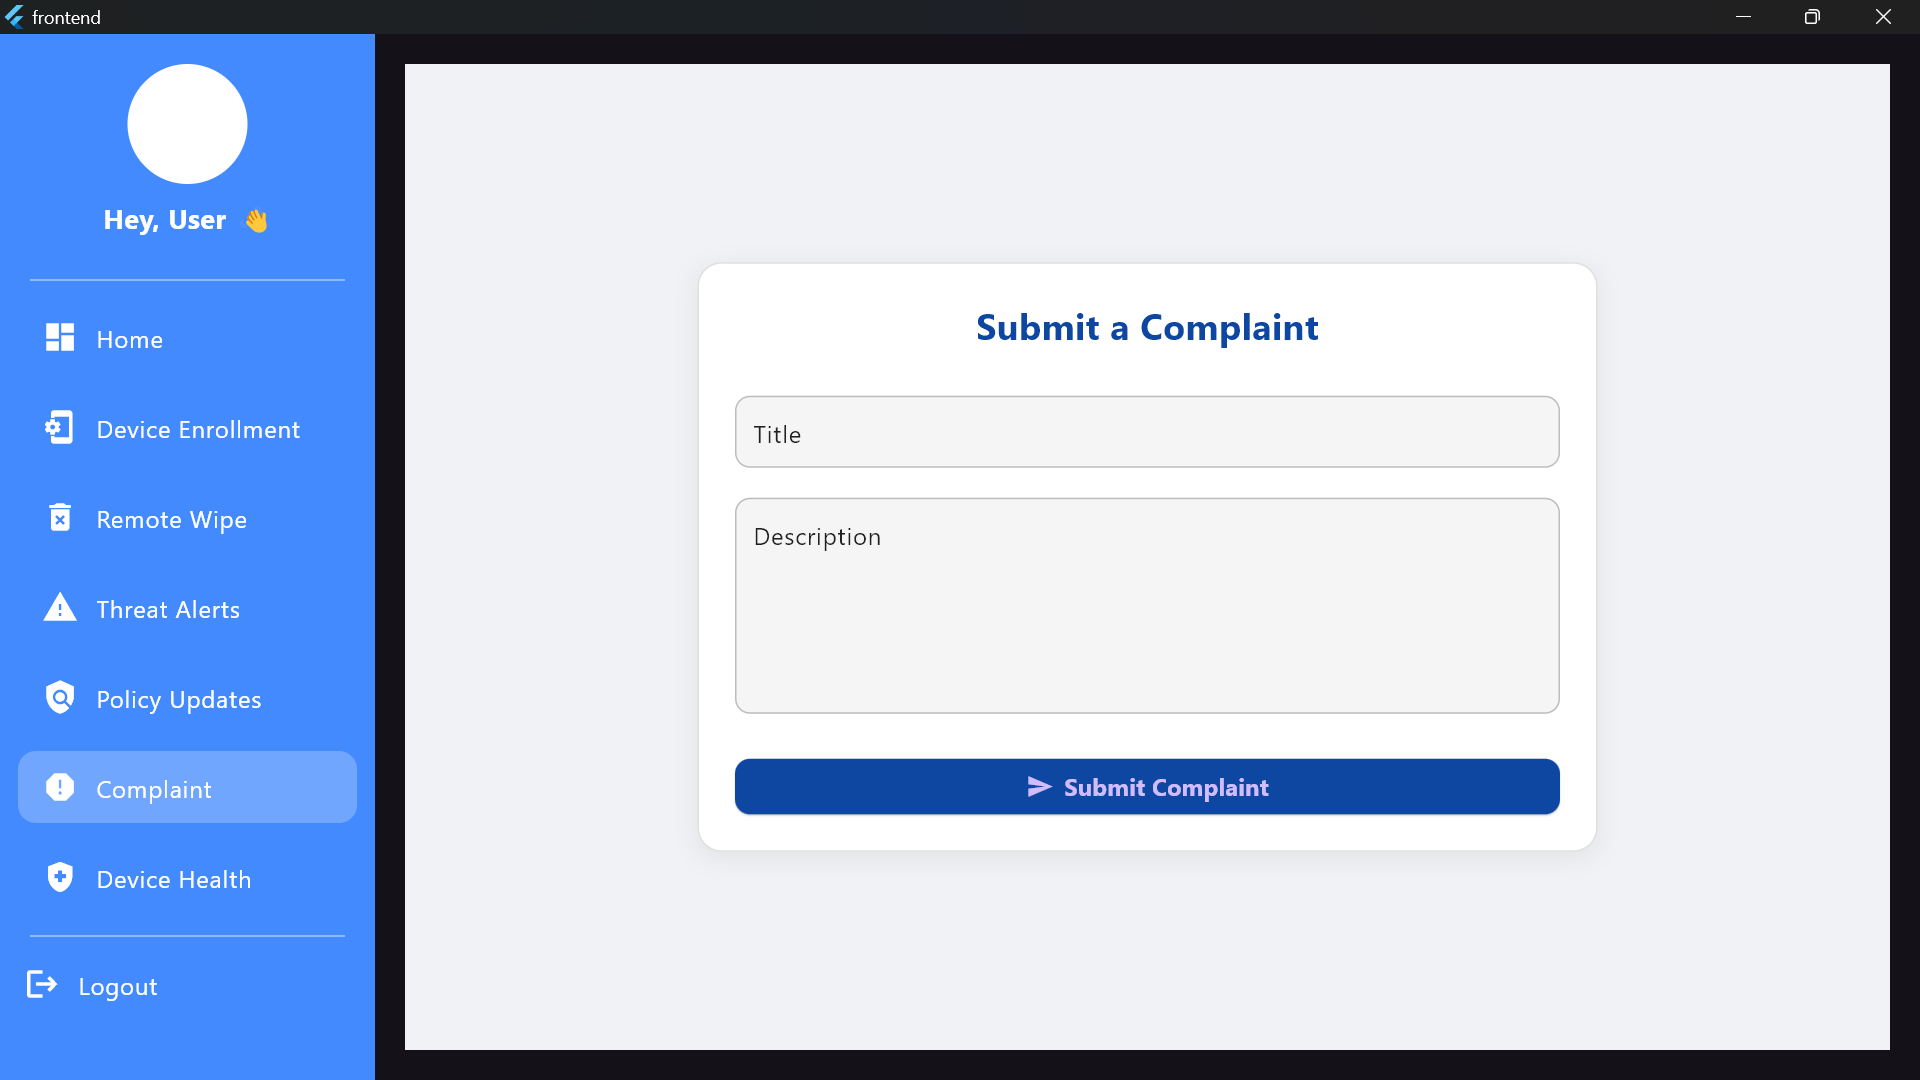 frontend
Hey, User 👋
Home
Device Enrollment
Remote Wipe
Threat Alerts
Policy Updates
Complaint
Device Health
Logout
Submit a Complaint
Title
Description
Submit Complaint